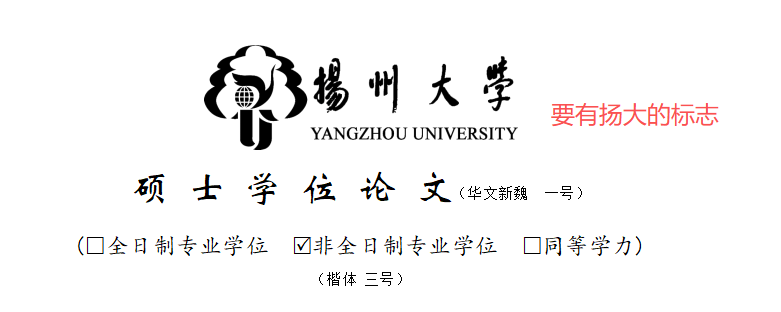 揚州大學
YANGZHOU UNIVERSITY
要有扬大的标志
硕士学位论文(华文新魏 一号)
(☐全日制专业学位 ☑非全日制专业学位 ☐同等学力)
(楷体 三号)